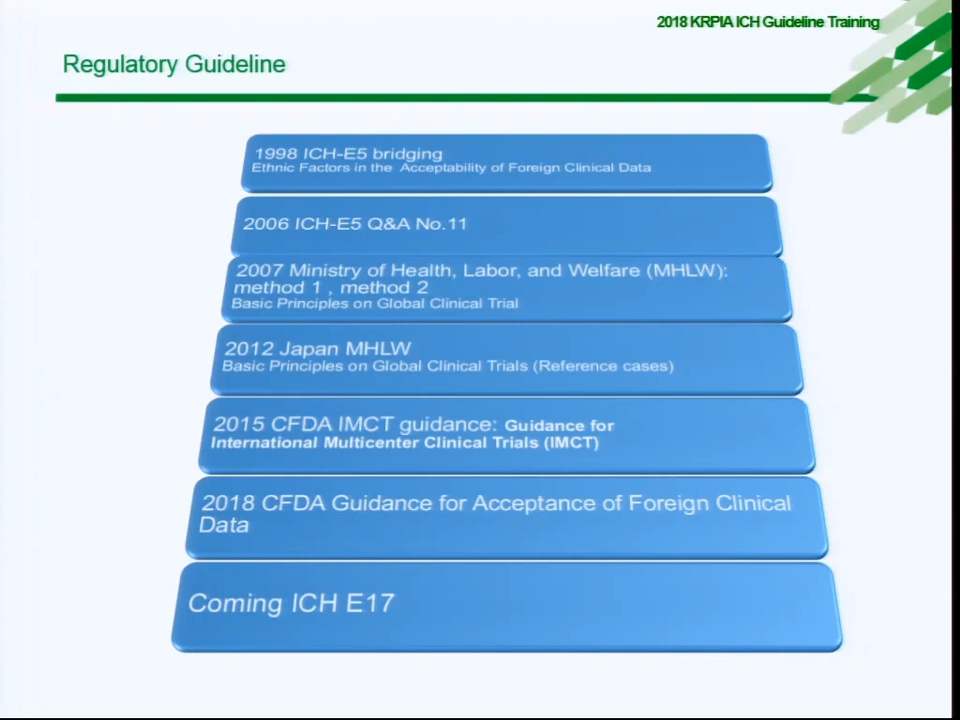 2018 KRPIA ICH Guideline Training
Regulatory Guideline
1998 ICH-E5 bridging
Ethnic Factors in the Acceptability of Foreign Clinical Data
2006 ICH-E5 Q&A No.11
2007 Ministry of Health, Labor, and Welfare (MHLW):
method 1 , method 2
Basic Principles on Global Clinical Trial
2012 Japan MHLW
Basic Principles on Global Clinical Trials (Reference cases)
2015 CFDA IMCT guidance: Guidance for
International Multicenter Clinical Trials (IMCT)
2018 CFDA Guidance for Acceptance of Foreign Clinical
Data
Coming ICH E17